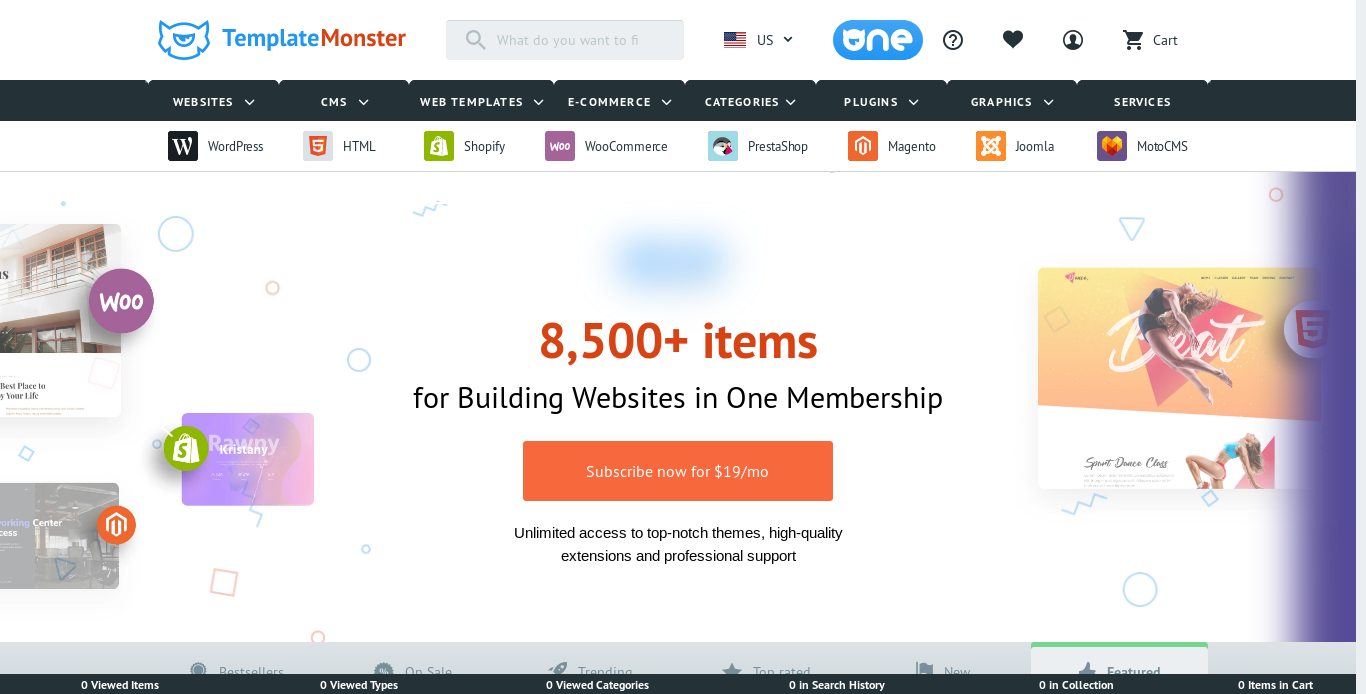 TemplateMonster
What do you want to fi
US
one
Cart
WEBSITES
CMS
WEB TEMPLATES
E-COMMERCE
CATEGORIES
PLUGINS
GRAPHICS
SERVICES
WordPress
HTML
Shopify
WooCommerce
PrestaShop
Magento
Joomla
MotoCMS
WOO
Best Place to
y Your Life
Beat
Sport Dance Class
8,500+ items
for Building Websites in One Membership
Rawny
Kristany
Subscribe now for $19/mo
working Center
cess
Unlimited access to top-notch themes, high-quality
extensions and professional support
Bestsellers
On Sale
Trending
Top rated
New
Featured
0 Viewed Items
0 Viewed Types
0 Viewed Categories
0 in Search History
0 in Collection
0 Items in Cart